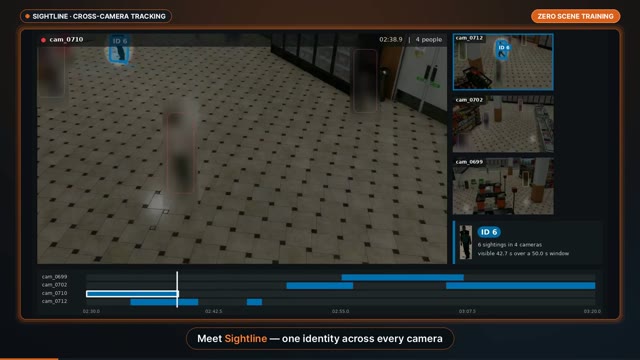 SIGHTLINE · CROSS-CAMERA TRACKING
ZERO SCENE TRAINING
cam_0710
02:38.9 | 4 people
ID 6
cam_0712
ID 6
cam_0702
cam_0699
ID 6
6 sightings in 4 cameras
visible 42.7 s over a 50.0 s window
cam_0699
cam_0702
cam_0710
cam_0712
02:30.0
02:42.5
02:55.0
03:07.5
03:20.0
Meet Sightline — one identity across every camera